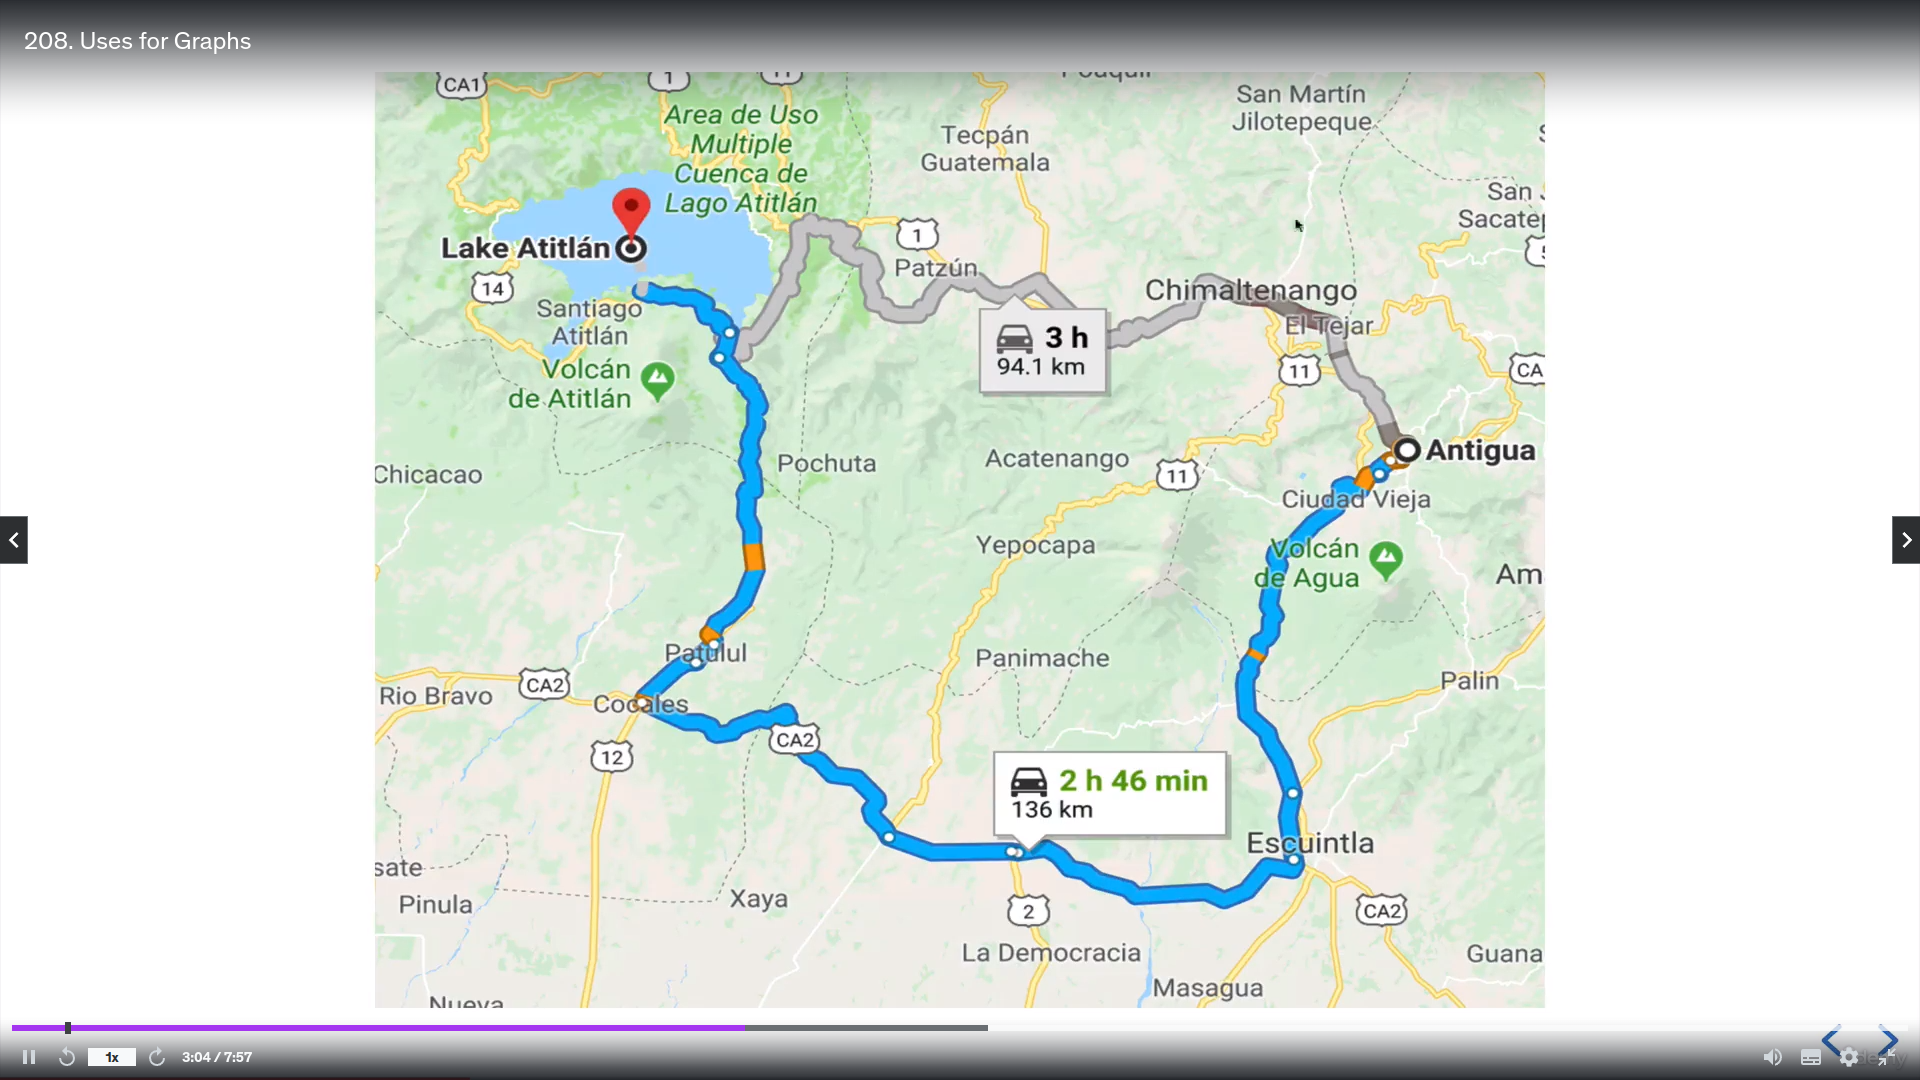 208. Uses for Graphs
CA1
1
11
Area de Uso
Multiple
Cuenca de
Lago Atitlán
Tecpán
Guatemala
San Martín
Jilotepeque
San
Sacatep
Lake Atitlán
14
1
Patzún
Chimaltenango
5
Santiago
Atitlán
El Tejar
3 h
94.1 km
11
CA
Volcán
de Atitlán
Antigua
Chicacao
Pochuta
Acatenango
11
Ciudad Vieja
Yepocapa
Volcán
de Agua
Am
Patulul
Panimache
Palin
Rio Bravo
CA2
Cocales
12
CA2
2 h 46 min
136 km
Escuintla
sate
Pinula
Xaya
2
CA2
La Democracia
Guana
Masagua
Nueva
1x
3:04 / 7:57